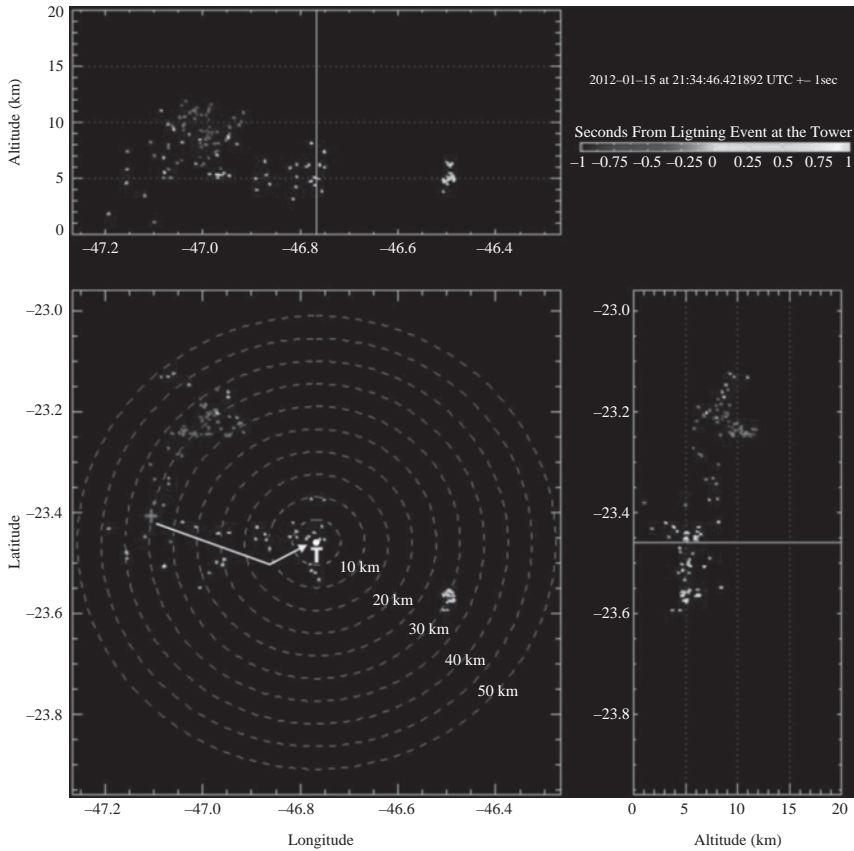 20
15
10
5
0
Altitude (km)
–47.2 –47.0 –46.8 –46.6 –46.4
2012–01–15 at 21:34:46.421892 UTC +– 1sec
Seconds From Ligtning Event at the Tower
–1 –0.75 –0.5 –0.25 0 0.25 0.75 0.75 1
–23.0
–23.2
–23.4
–23.6
–23.8
Latitude
T
10 km
20 km
30 km
40 km
50 km
–47.2 –47.0 –46.8 –46.6 –46.4
Longitude
–23.0
–23.2
–23.4
–23.6
–23.8
0 5 10 15 20
Altitude (km)